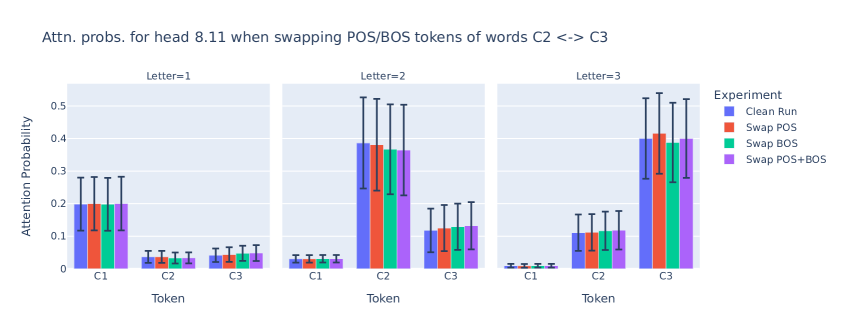 Attn. probs. for head 8.11 when swapping POS/BOS tokens of words C2 <-> C3
Letter=1 Letter=2 Letter=3
Experiment
Clean Run
Swap POS
Swap BOS
Swap POS+BOS
Attention Probability
0.5
0.4
0.3
0.2
0.1
0
C1 C2 C3 C1 C2 C3 C1 C2 C3
Token Token Token